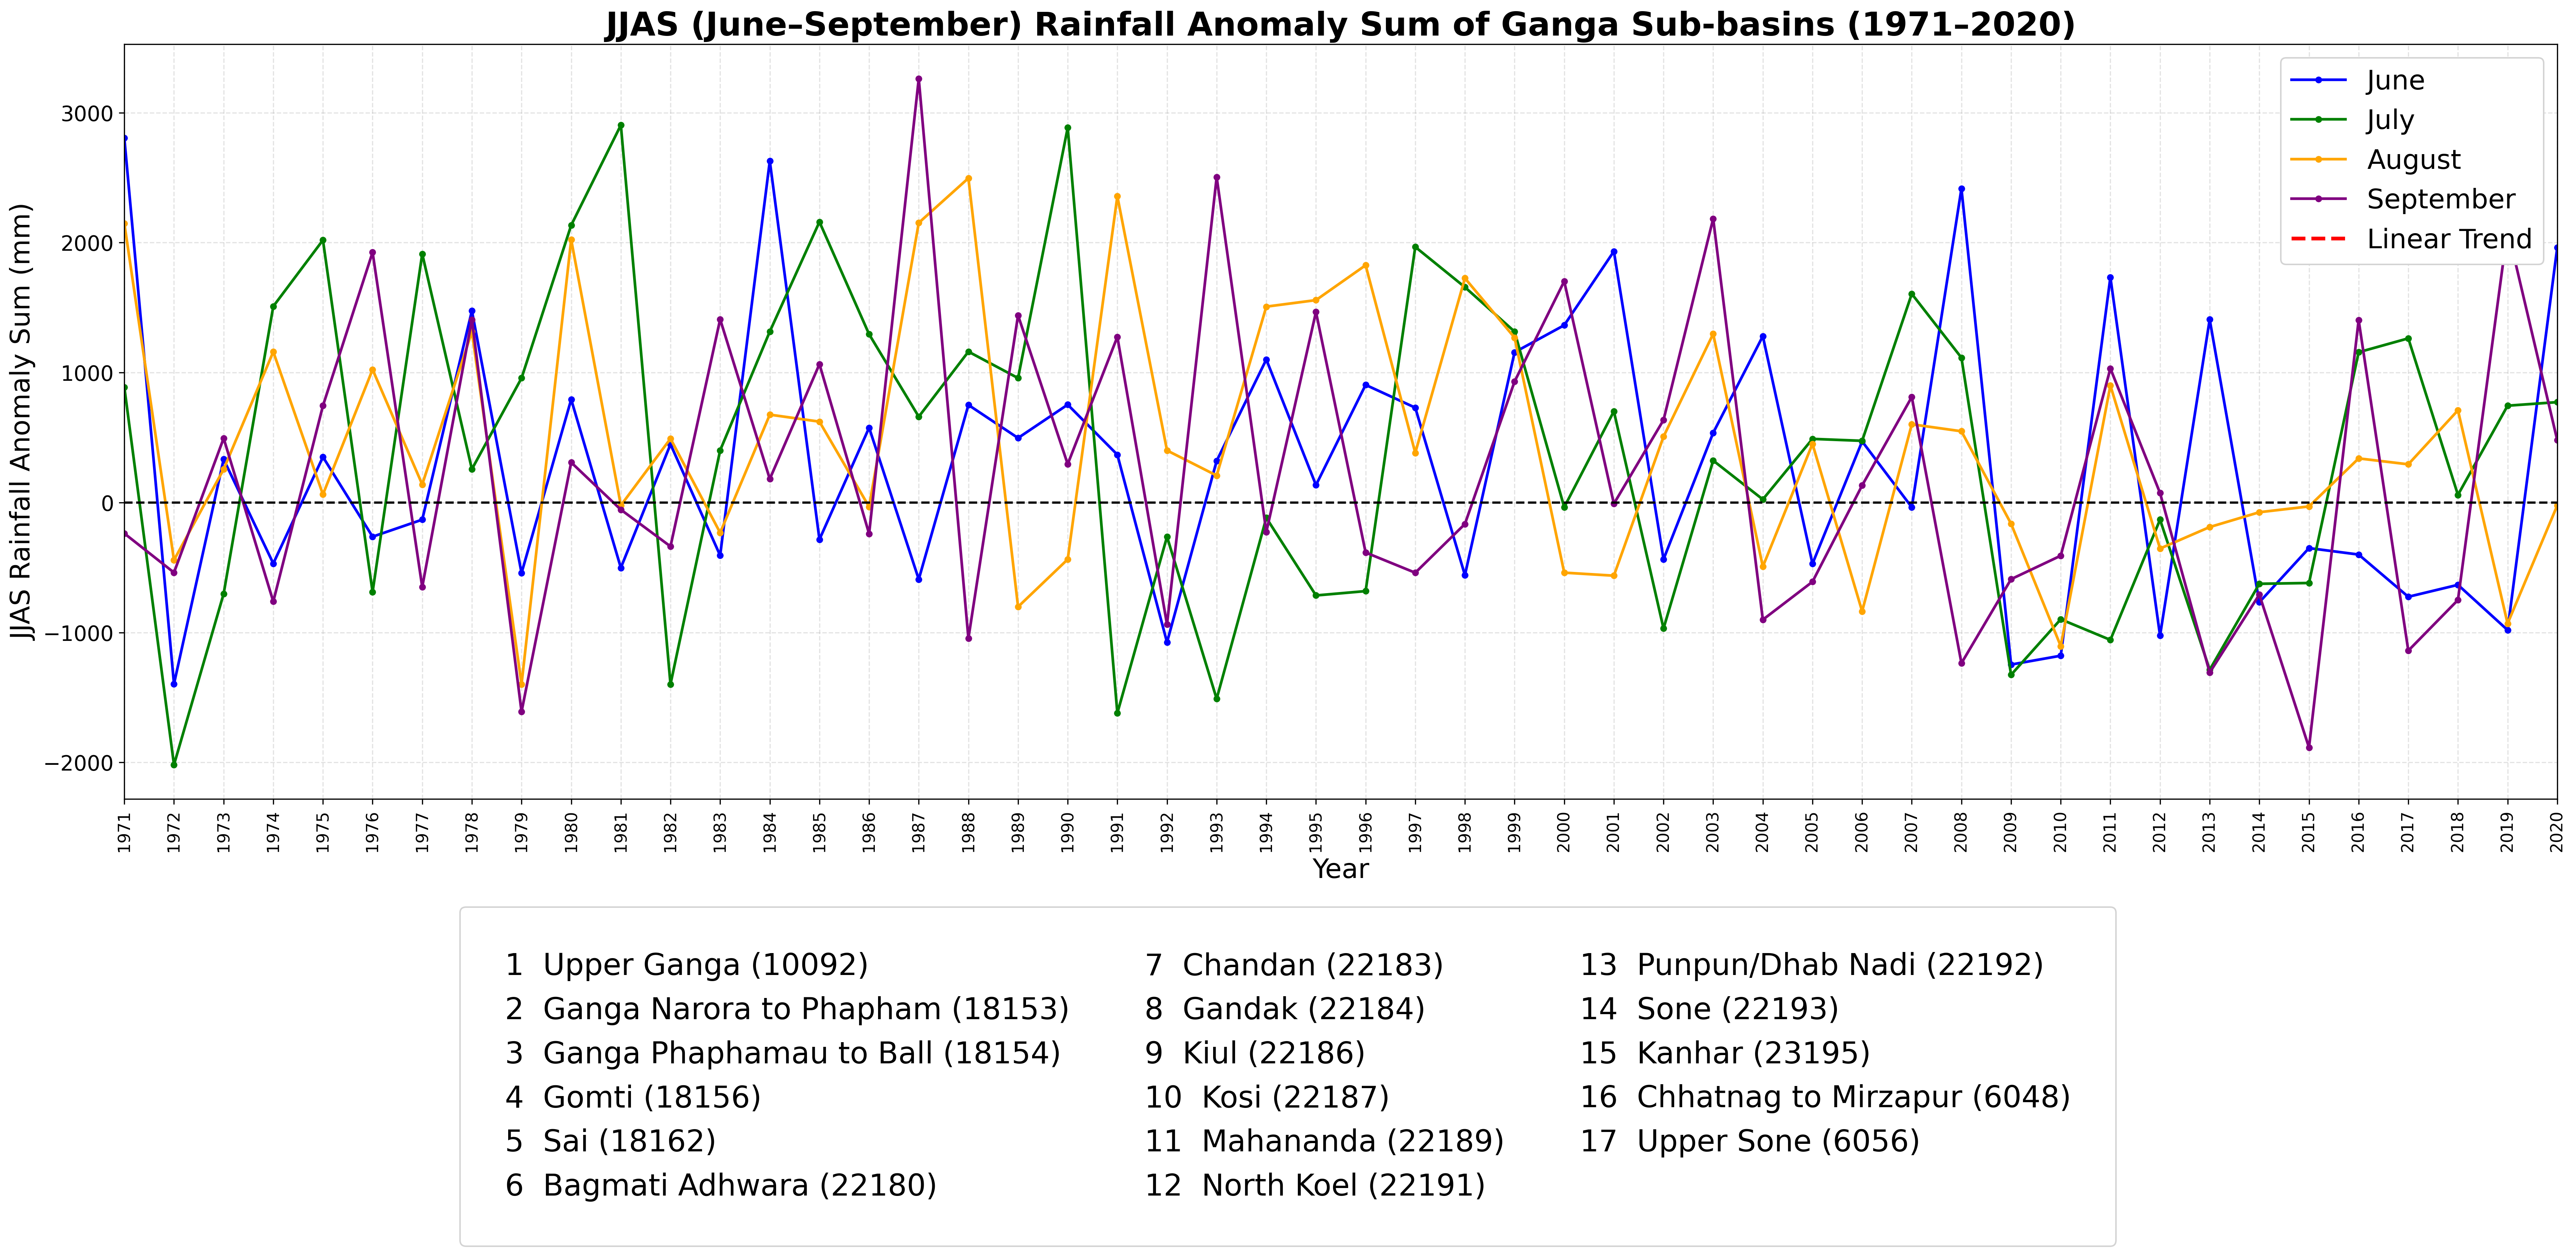 JJAS (June–September) Rainfall Anomaly Sum of Ganga Sub-basins (1971–2020)
JJAS Rainfall Anomaly Sum (mm)
3000
2000
1000
0
−1000
−2000
June
July
August
September
Linear Trend
1971 1972 1973 1974 1975 1976 1977 1978 1979 1980 1981 1982 1983 1984 1985 1986 1987 1988 1989 1990 1991 1992 1993 1994 1995 1996 1997 1998 1999 2000 2001 2002 2003 2004 2005 2006 2007 2008 2009 2010 2011 2012 2013 2014 2015 2016 2017 2018 2019 2020
Year
1 Upper Ganga (10092)
2 Ganga Narora to Phapham (18153)
3 Ganga Phaphamau to Ball (18154)
4 Gomti (18156)
5 Sai (18162)
6 Bagmati Adhwara (22180)
7 Chandan (22183)
8 Gandak (22184)
9 Kiul (22186)
10 Kosi (22187)
11 Mahananda (22189)
12 North Koel (22191)
13 Punpun/Dhab Nadi (22192)
14 Sone (22193)
15 Kanhar (23195)
16 Chhatnag to Mirzapur (6048)
17 Upper Sone (6056)